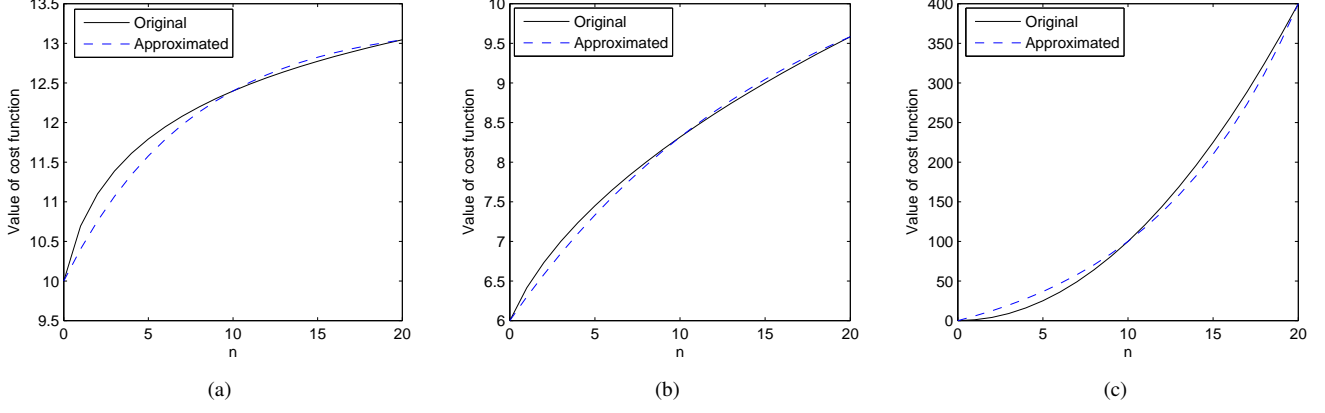 13.5
13
12.5
12
11.5
11
10.5
10
9.5
Value of cost function
Original
Approximated
0
5
10
15
20
n
(a)
10
9.5
9
8.5
8
7.5
7
6.5
6
Value of cost function
Original
Approximated
0
5
10
15
20
n
(b)
400
350
300
250
200
150
100
50
0
Value of cost function
Original
Approximated
0
5
10
15
20
n
(c)